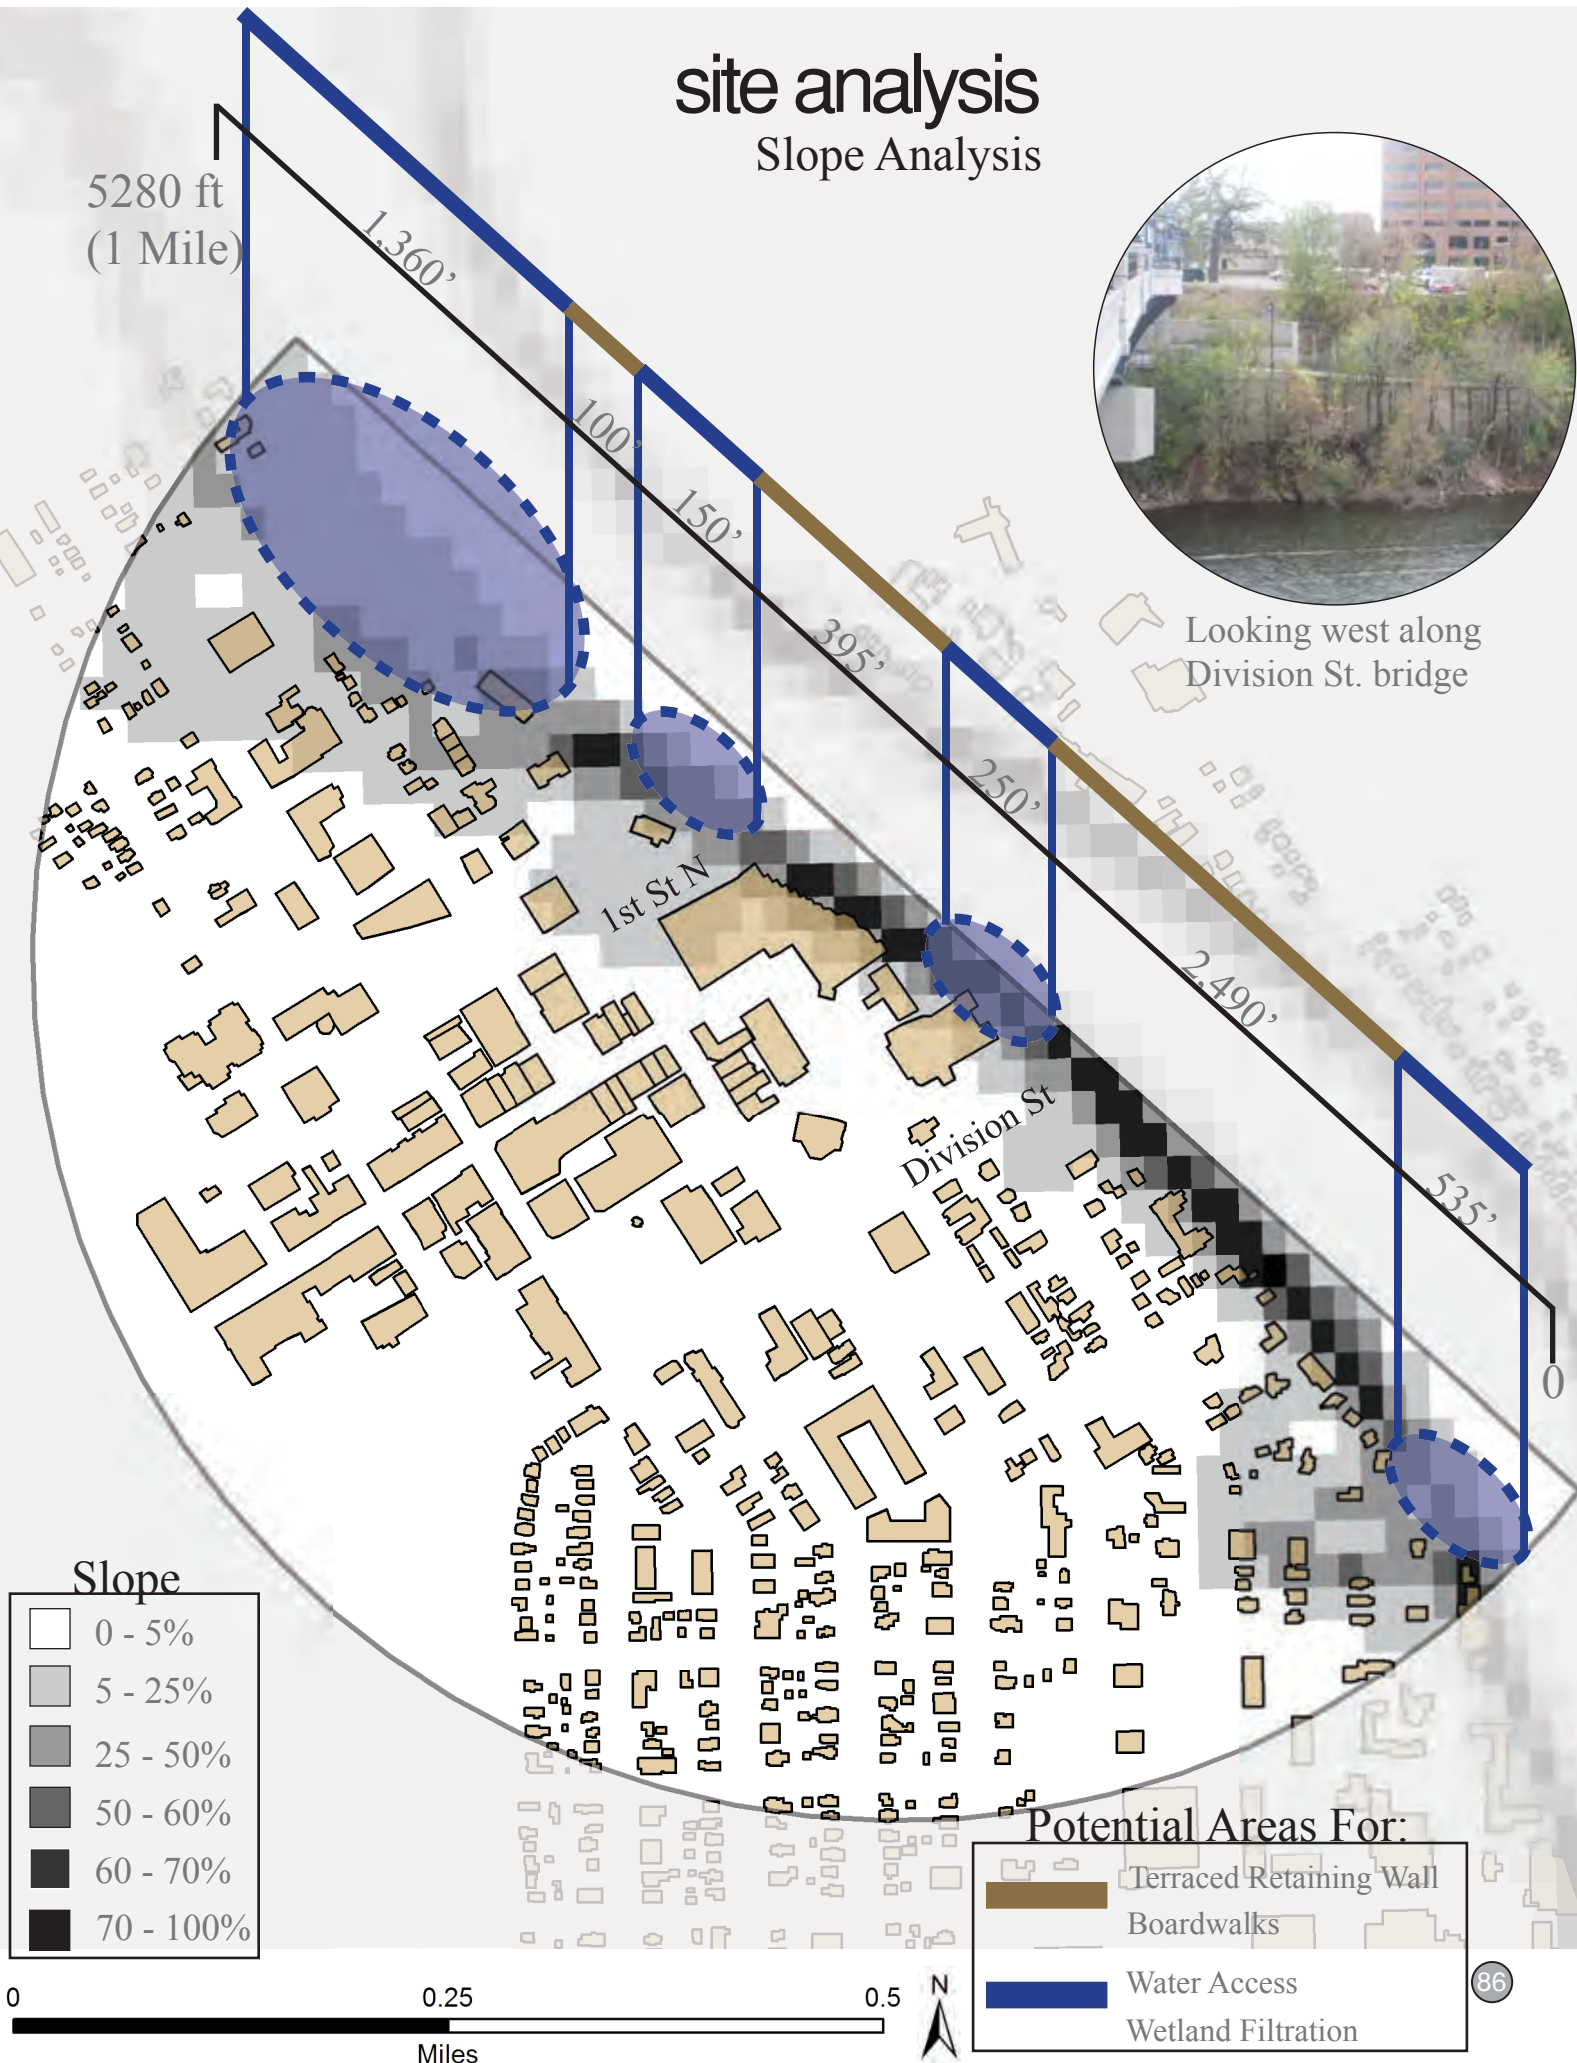 site analysis
Slope Analysis
5280 ft
(1 Mile)
1,360’
100’
150’
395’
250’
2,490’
535’
0
Looking west along
Division St. bridge
1st St N
Division St
Slope
0 - 5%
5 - 25%
25 - 50%
50 - 60%
60 - 70%
70 - 100%
Potential Areas For:
Terraced Retaining Wall
Boardwalks
Water Access
Wetland Filtration
86
0 0.25 0.5
Miles
N